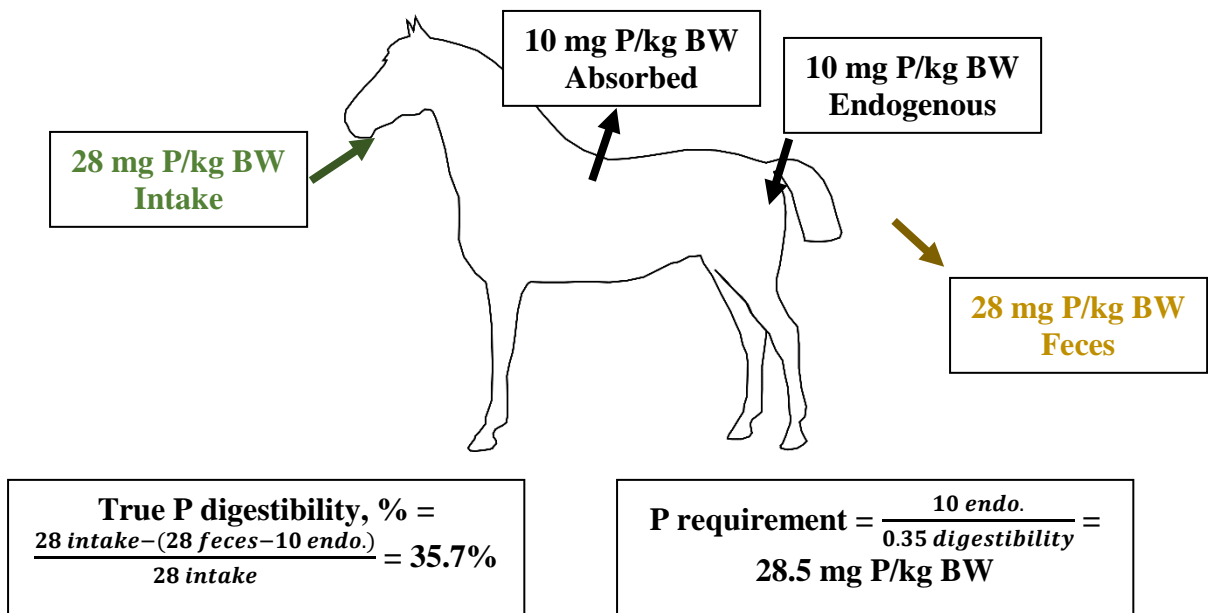 10 mg P/kg BW
Absorbed
10 mg P/kg BW
Endogenous
28 mg P/kg BW
Intake
28 mg P/kg BW
Feces
True P digestibility, % =
28 intake−(28 feces−10 endo.)
28 intake
= 35.7%
P requirement =
10 endo.
0.35 digestibility
=
28.5 mg P/kg BW